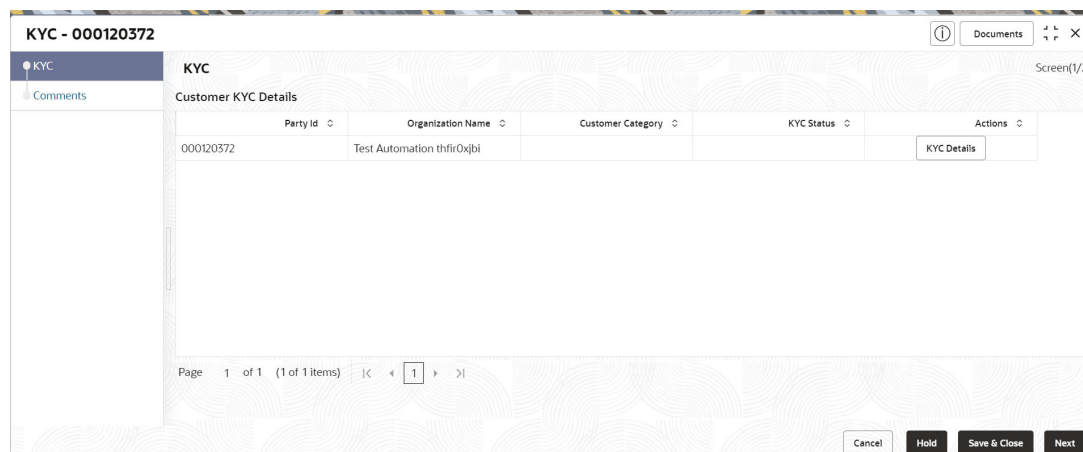 KYC - 000120372
Documents
KYC
Comments
KYC
Screen(1/
Customer KYC Details
Party Id Organization Name Customer Category KYC Status Actions
000120372 Test Automation thfir0xjbi KYC Details
Page 1 of 1 (1 of 1 items) 1
Cancel Hold Save & Close Next